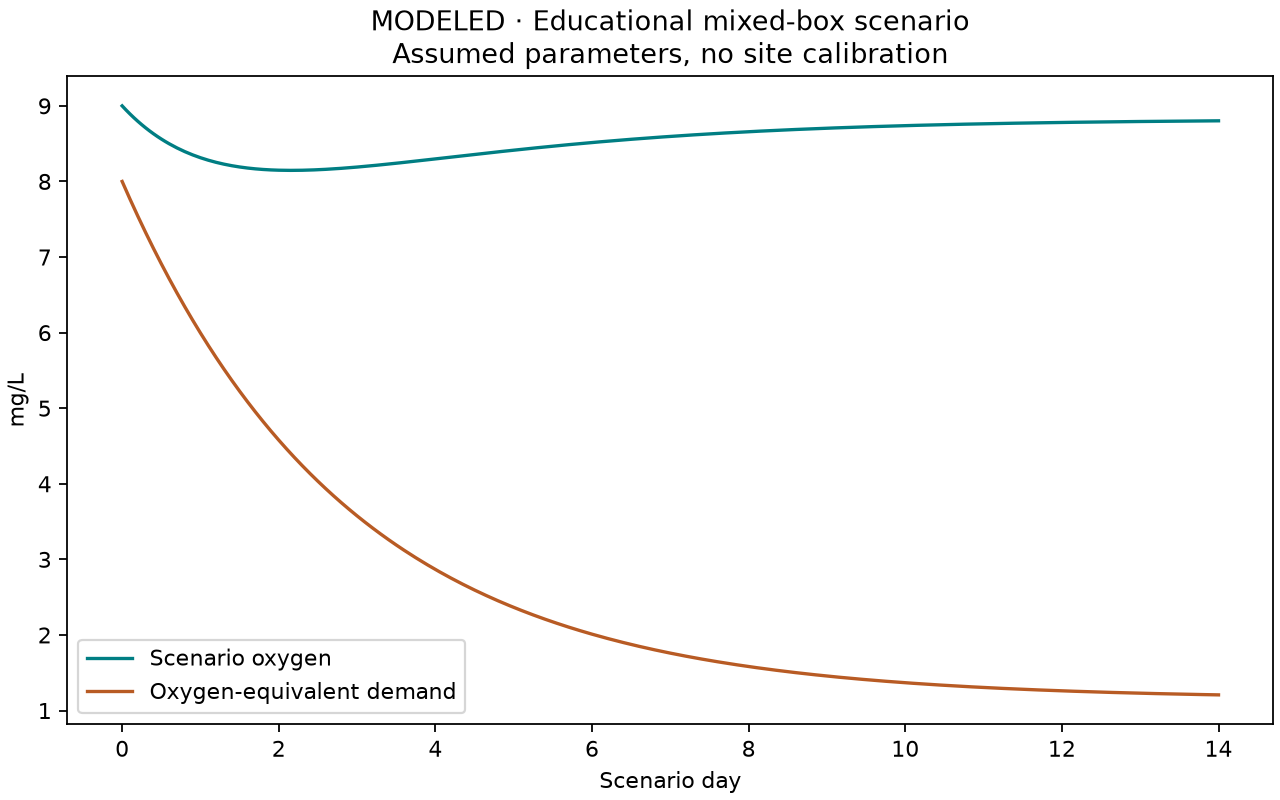 MODELED · Educational mixed-box scenario
Assumed parameters, no site calibration
mg/L
9
8
7
6
5
4
3
2
1
Scenario oxygen
Oxygen-equivalent demand
0 2 4 6 8 10 12 14
Scenario day